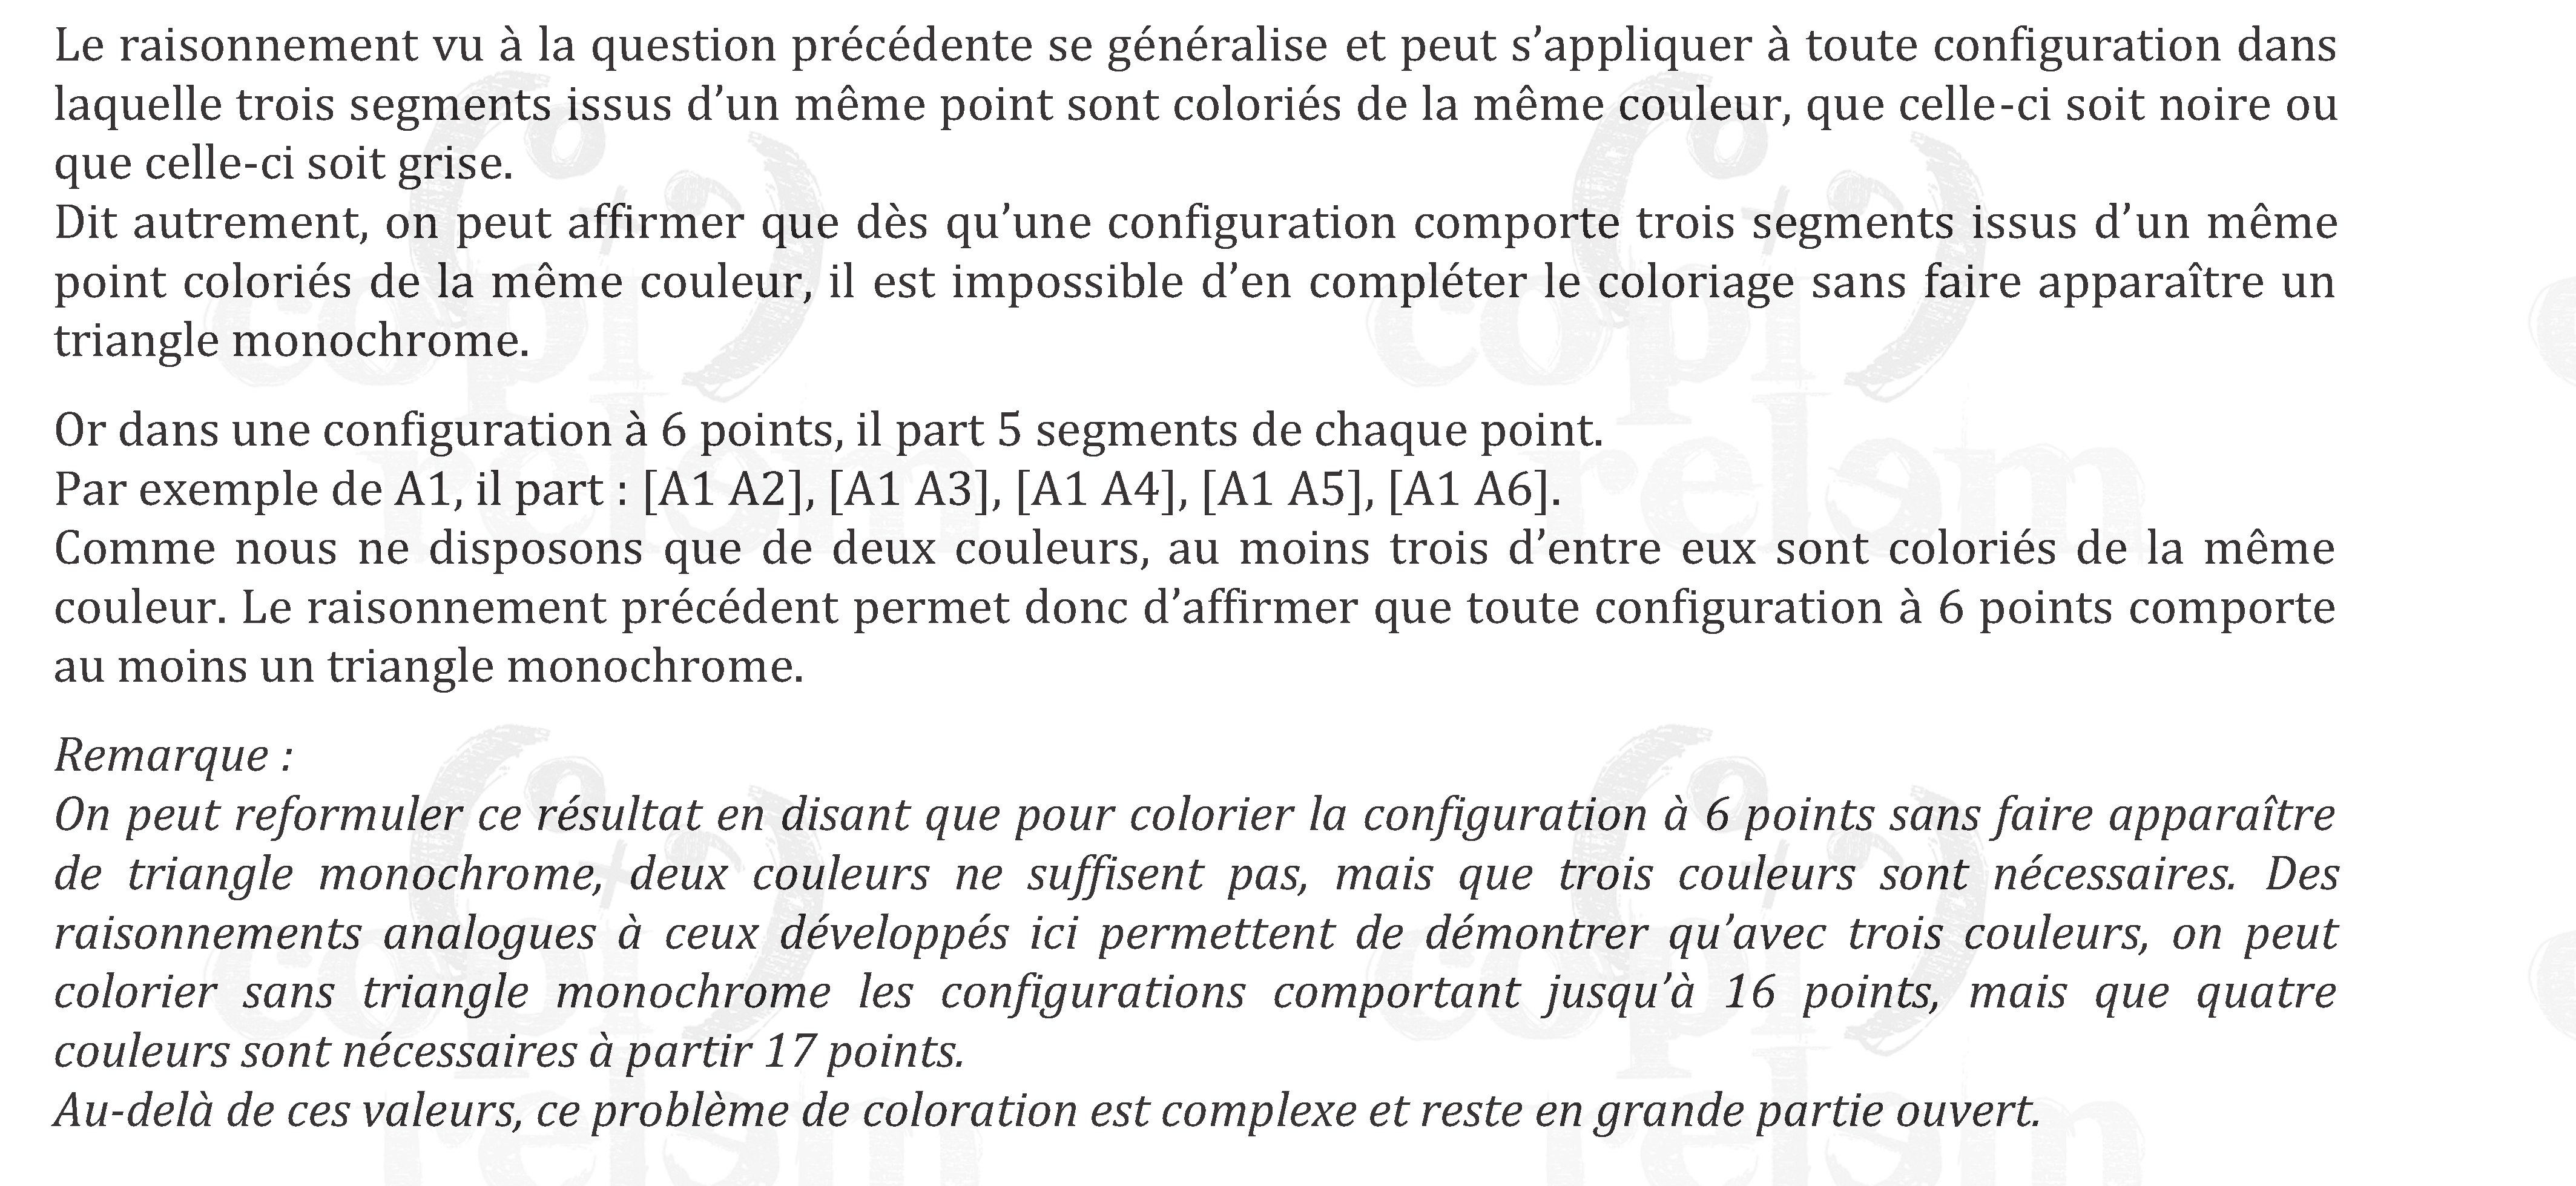 Le raisonnement vu à la question précédente se généralise et peut s’appliquer à toute configuration dans
laquelle trois segments issus d’un même point sont coloriés de la même couleur, que celle-ci soit noire ou
que celle-ci soit grise.
Dit autrement, on peut affirmer que dès qu’une configuration comporte trois segments issus d’un même
point coloriés de la même couleur, il est impossible d’en compléter le coloriage sans faire apparaître un
triangle monochrome.
Or dans une configuration à 6 points, il part 5 segments de chaque point.
Par exemple de A1, il part : [A1 A2], [A1 A3], [A1 A4], [A1 A5], [A1 A6].
Comme nous ne disposons que de deux couleurs, au moins trois d’entre eux sont coloriés de la même
couleur. Le raisonnement précédent permet donc d’affirmer que toute configuration à 6 points comporte
au moins un triangle monochrome.
Remarque :
On peut reformuler ce résultat en disant que pour colorier la configuration à 6 points sans faire apparaître
de triangle monochrome, deux couleurs ne suffisent pas, mais que trois couleurs sont nécessaires. Des
raisonnements analogues à ceux développés ici permettent de démontrer qu’avec trois couleurs, on peut
colorier sans triangle monochrome les configurations comportant jusqu’à 16 points, mais que quatre
couleurs sont nécessaires à partir 17 points.
Au-delà de ces valeurs, ce problème de coloration est complexe et reste en grande partie ouvert.